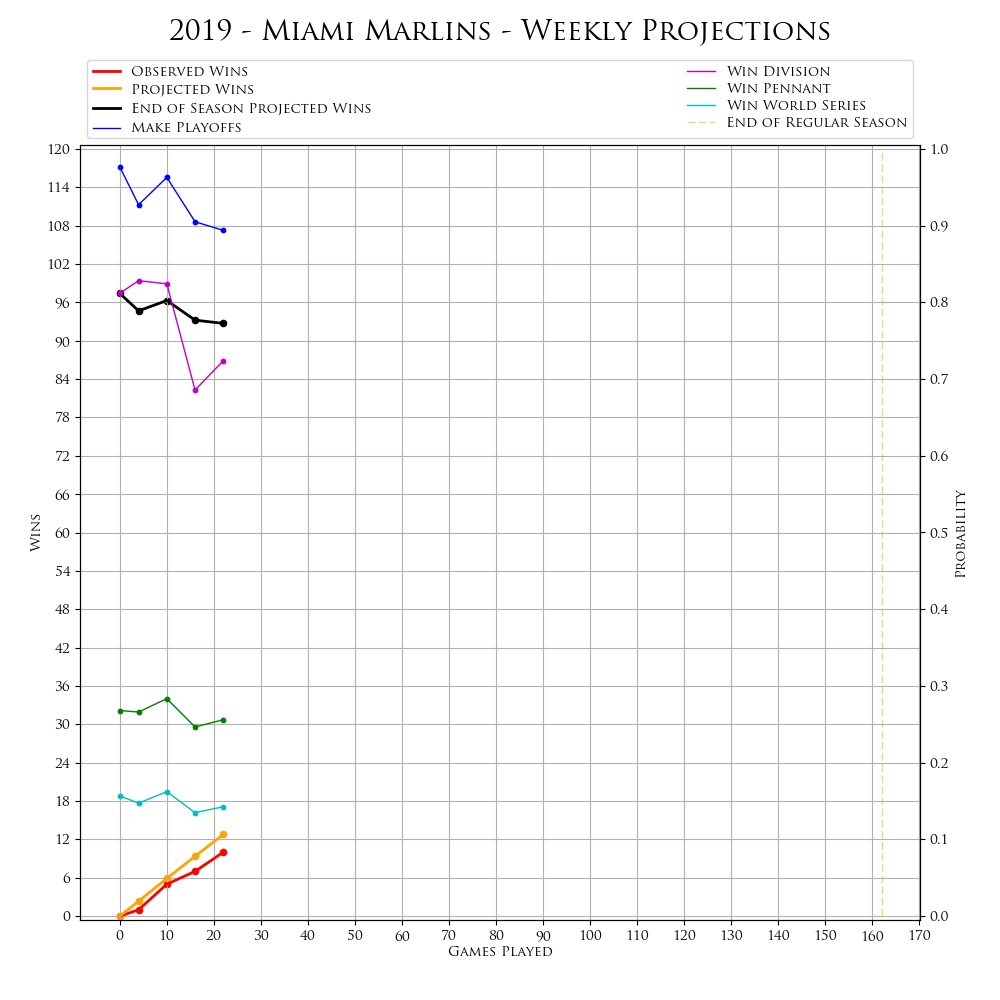 2019 - Miami Marlins - Weekly Projections
Observed Wins
Projected Wins
End of Season Projected Wins
Make Playoffs
Win Division
Win Pennant
Win World Series
End of Regular Season
120
114
108
102
96
90
84
78
72
66
60
54
48
42
36
30
24
18
12
6
0
Wins
1.0
0.9
0.8
0.7
0.6
0.5
0.4
0.3
0.2
0.1
0.0
Probability
0 10 20 30 40 50 60 70 80 90 100 110 120 130 140 150 160 170
Games Played